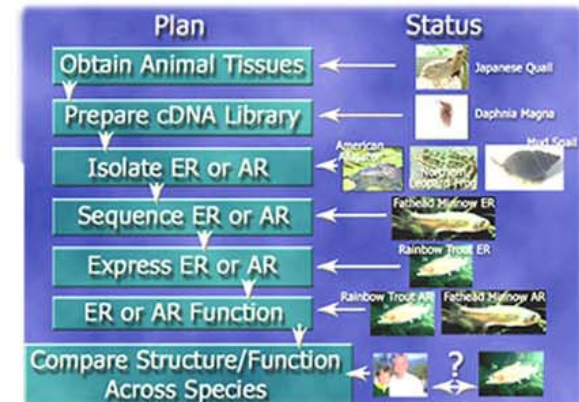 Plan Status
Obtain Animal Tissues
Japanese Quail
Prepare cDNA Library
Daphnia Magna
American Alligator
Northern Leopard Frog
Mud Snail
Isolate ER or AR
Fathead Minnow ER
Sequence ER or AR
Rainbow Trout ER
Express ER or AR
Rainbow Trout AR Fathead Minnow AR
ER or AR Function
Compare Structure/Function
Across Species
?